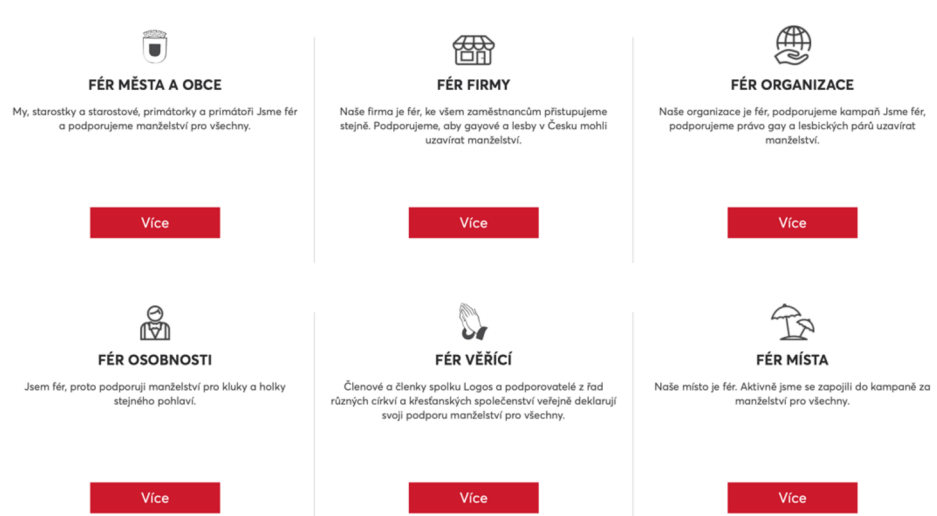 FÉR MĚSTA A OBCE
My, starostky a starostové, primátorky a primátoři Jsme fér
a podporujeme manželství pro všechny.
Více
FÉR FIRMY
Naše firma je fér, ke všem zaměstnancům přistupujeme
stejně. Podporujeme, aby gayové a lesby v Česku mohli
uzavírat manželství.
Více
FÉR ORGANIZACE
Naše organizace je fér, podporujeme kampaň Jsme fér,
podporujeme právo gay a lesbických párů uzavírat
manželství.
Více
FÉR OSOBNOSTI
Jsem fér, proto podporuji manželství pro kluky a holky
stejného pohlaví.
Více
FÉR VĚŘÍCÍ
Členové a členky spolku Logos a podporovatelé z řad
různých církví a křesťanských společenství veřejně deklarují
svoji podporu manželství pro všechny.
Více
FÉR MÍSTA
Naše místo je fér. Aktivně jsme se zapojili do kampaně za
manželství pro všechny.
Více